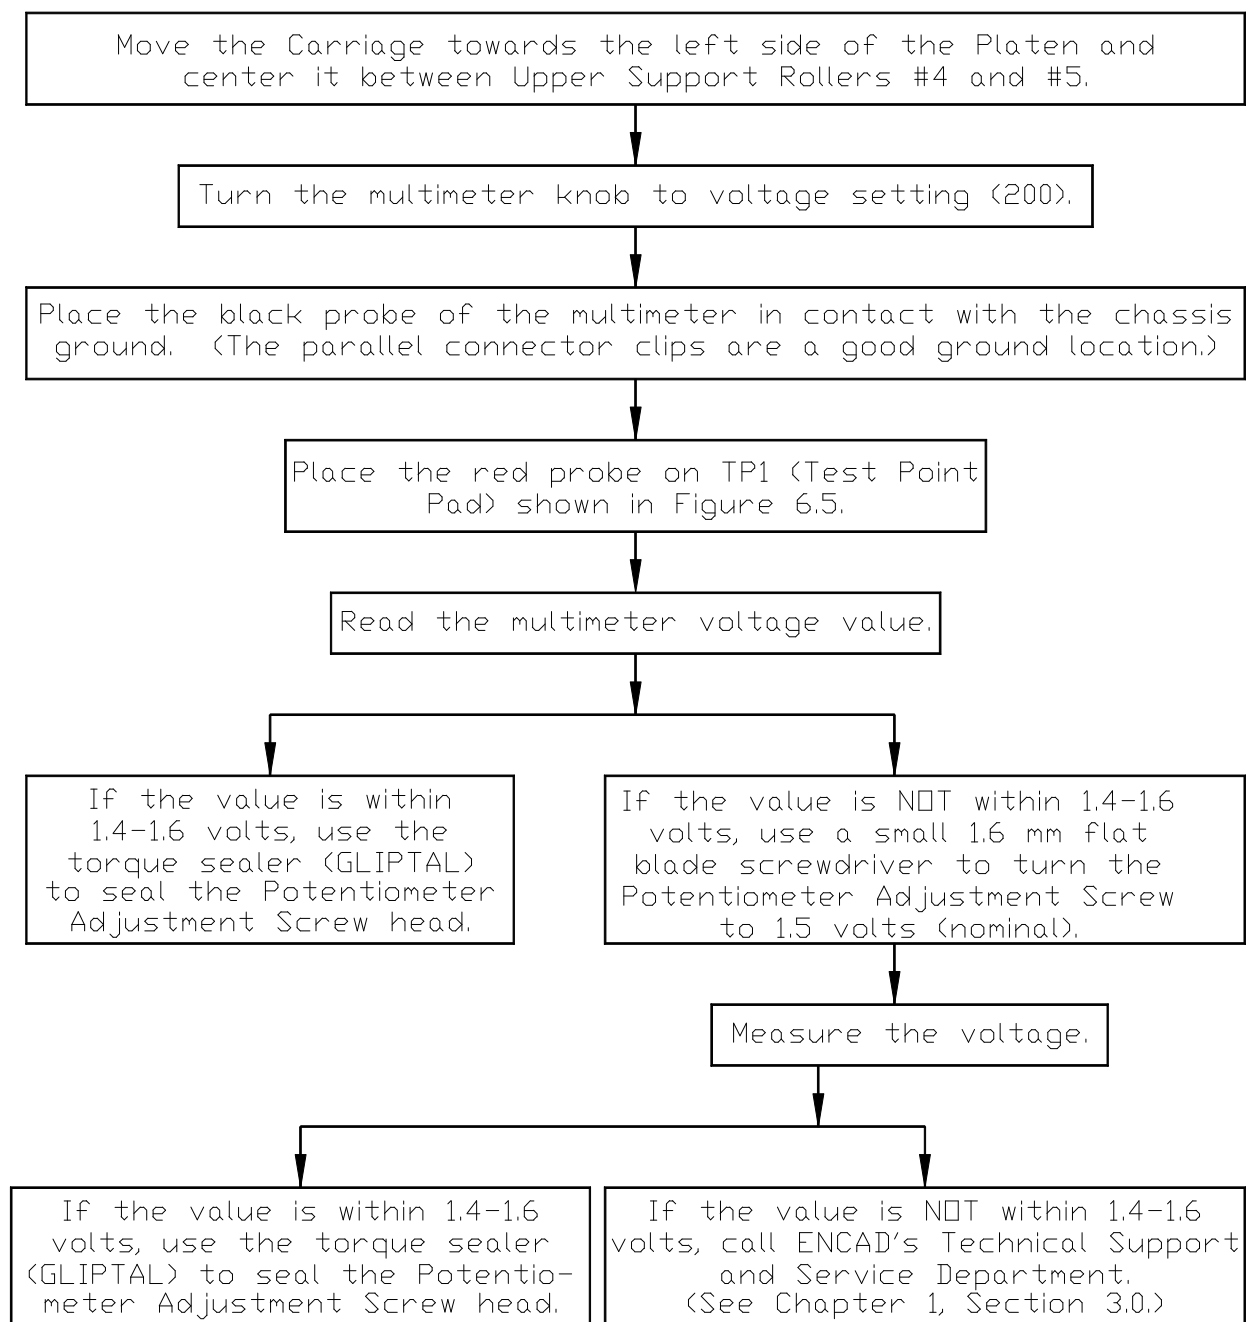 Move the Carriage towards the left side of the Platen and
center it between Upper Support Rollers #4 and #5.
Turn the multimeter knob to voltage setting (200).
Place the black probe of the multimeter in contact with the chassis
ground. (The parallel connector clips are a good ground location.)
Place the red probe on TP1 (Test Point
Pad) shown in Figure 6.5.
Read the multimeter voltage value.
If the value is within
1.4-1.6 volts, use the
torque sealer (GLIPTAL)
to seal the Potentiometer
Adjustment Screw head.
If the value is NOT within 1.4-1.6
volts, use a small 1.6 mm flat
blade screwdriver to turn the
Potentiometer Adjustment Screw
to 1.5 volts (nominal).
Measure the voltage.
If the value is within 1.4-1.6
volts, use the torque sealer
(GLIPTAL) to seal the Potentio-
meter Adjustment Screw head.
If the value is NOT within 1.4-1.6
volts, call ENCAD's Technical Support
and Service Department.
(See Chapter 1, Section 3.0.)